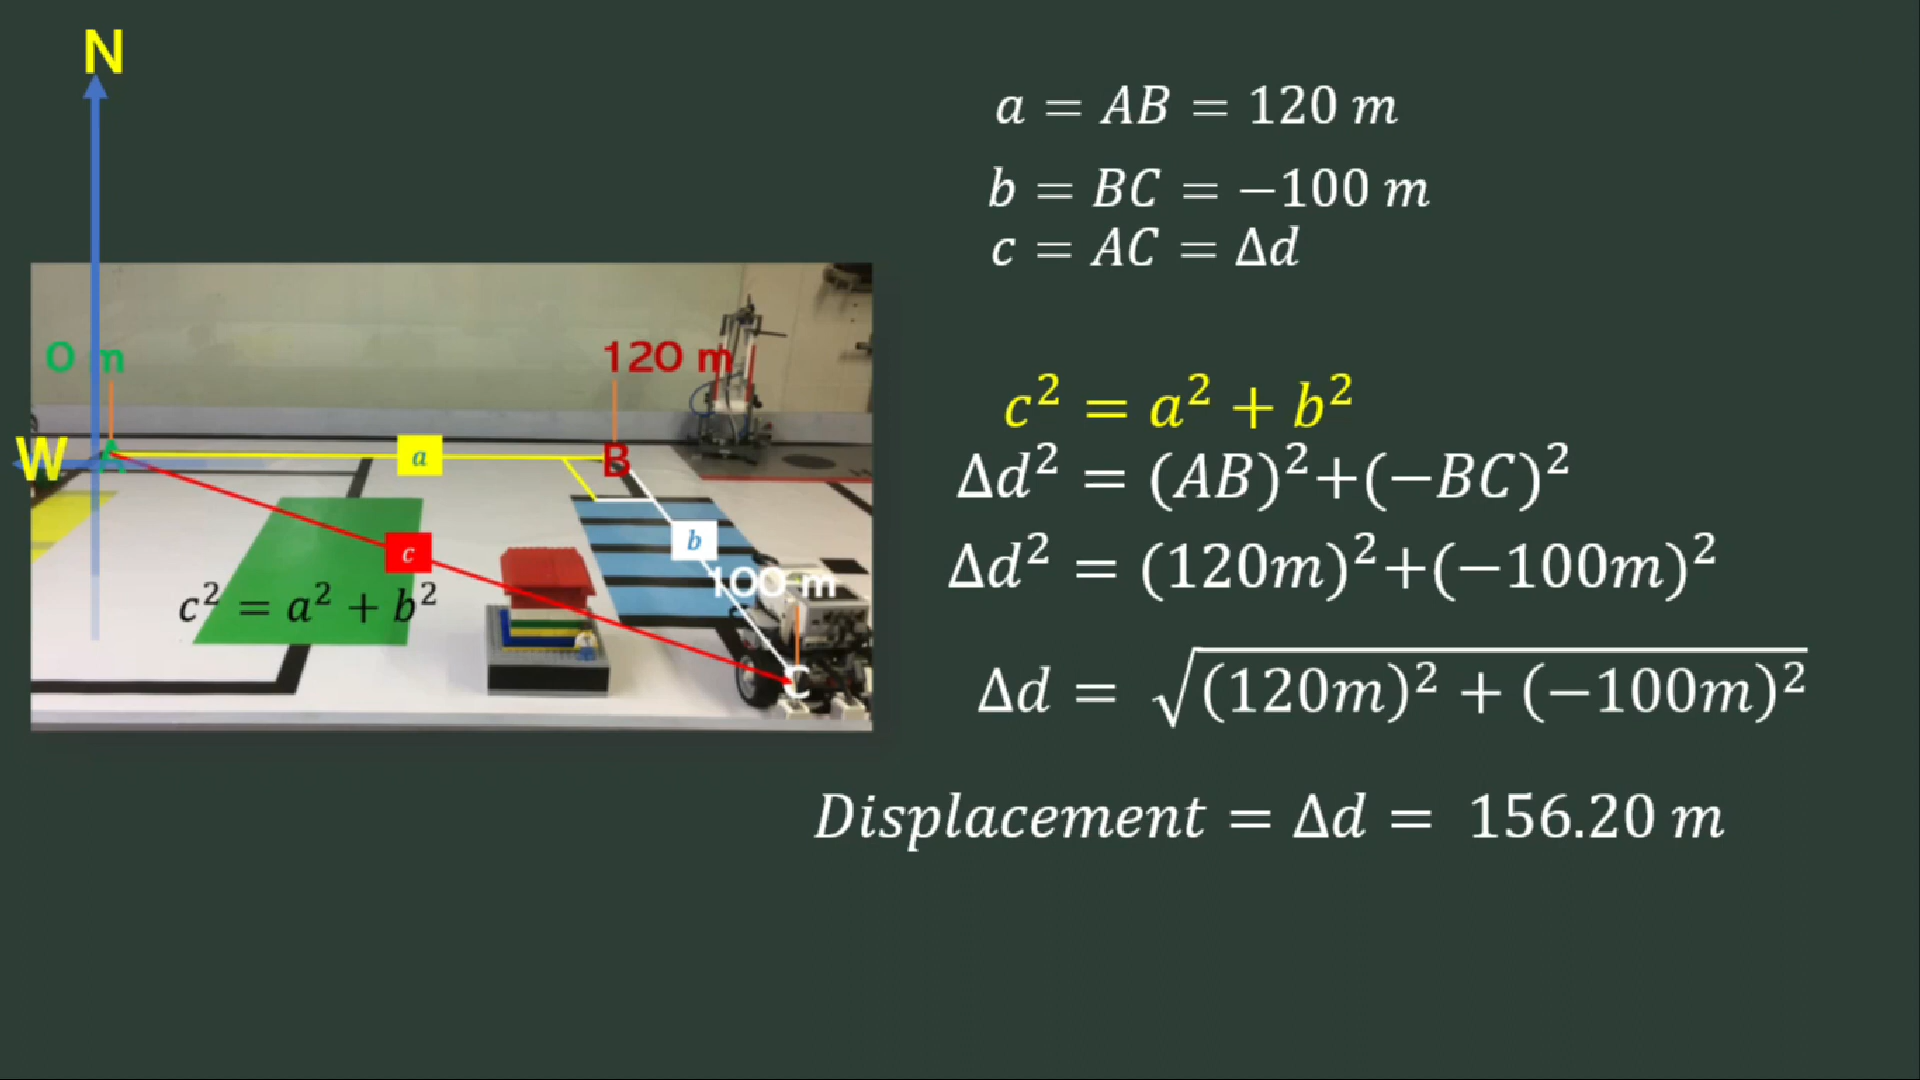 N
0 m
120 m
W
A
a
B
b
c
100 m
c² = a² + b²
C
a = AB = 120 m
b = BC = −100 m
c = AC = Δd
c² = a² + b²
Δd² = (AB)²+(−BC)²
Δd² = (120m)²+(−100m)²
Δd = √(120m)² + (−100m)²
Displacement = Δd = 156.20 m